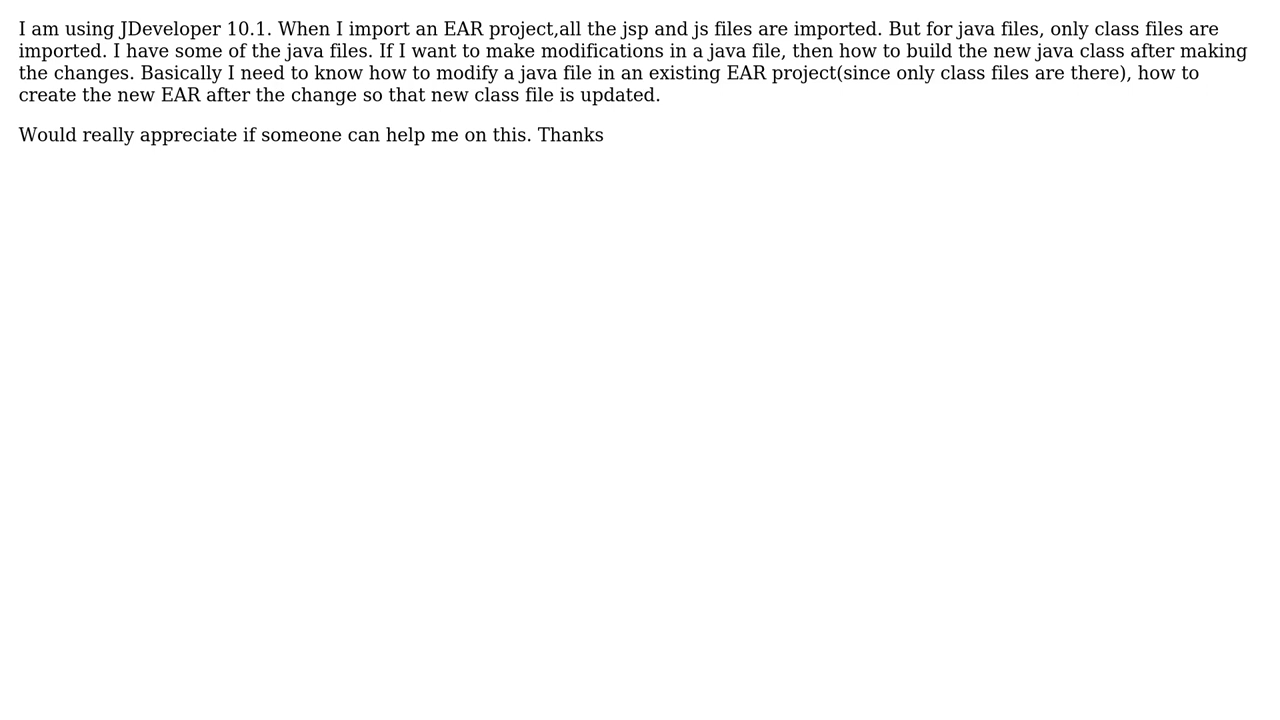 I am using JDeveloper 10.1. When I import an EAR project,all the jsp and js files are imported. But for java files, only class files are
imported. I have some of the java files. If I want to make modifications in a java file, then how to build the new java class after making
the changes. Basically I need to know how to modify a java file in an existing EAR project(since only class files are there), how to
create the new EAR after the change so that new class file is updated.
Would really appreciate if someone can help me on this. Thanks